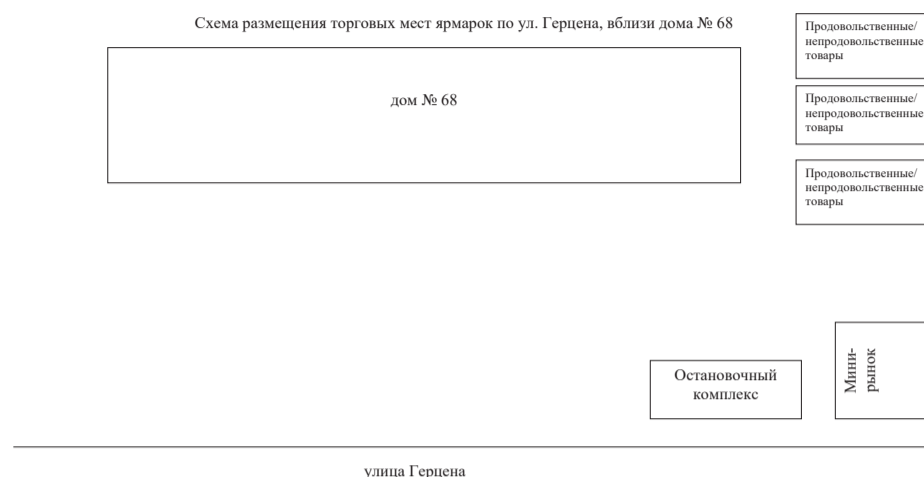 Схема размещения торговых мест ярмарок по ул. Герцена, вблизи дома № 68
Продовольственные/
непродовольственные
товары
дом № 68
Продовольственные/
непродовольственные
товары
Продовольственные/
непродовольственные
товары
Остановочный
комплекс
Мини-
рынок
улица Герцена